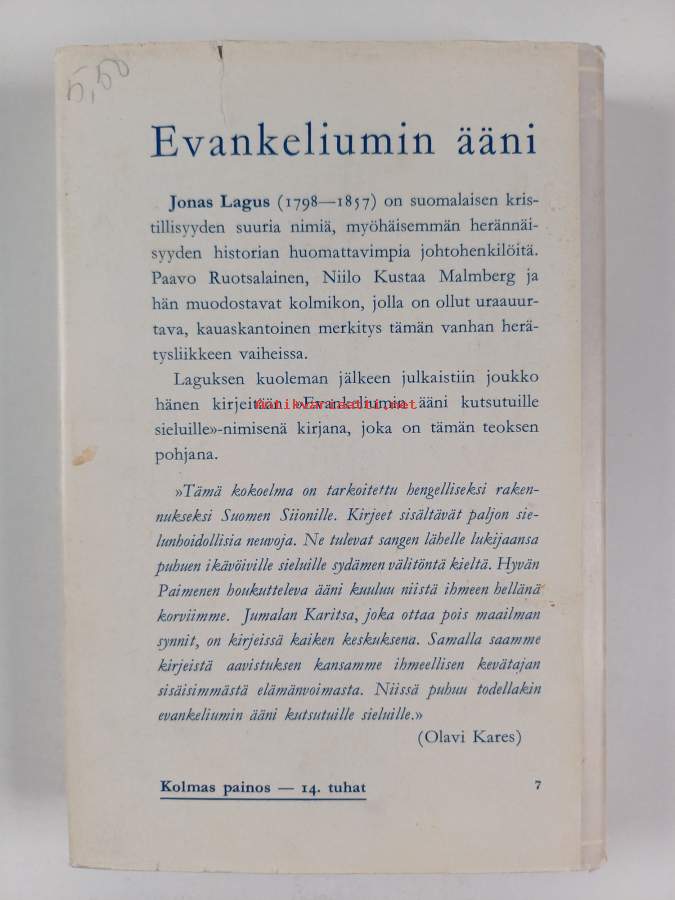 5,50
Evankeliumin ääni
Jonas Lagus (1798—1857) on suomalaisen kris-
tillisyyden suuria nimiä, myöhäisemmän herännäi-
syyden historian huomattavimpia johtohenkilöitä.
Paavo Ruotsalainen, Niilo Kustaa Malmberg ja
hän muodostavat kolmikon, jolla on ollut uraauur-
tava, kauaskantoinen merkitys tämän vanhan herä-
tysliikkeen vaiheissa.
Laguksen kuoleman jälkeen julkaistiin joukko
hänen kirjeitään »Evankeliumin ääni kutsutuille
antikvariaatti.net
sieluille»-nimisenä kirjana, joka on tämän teoksen
pohjana.
»Tämä kokoelma on tarkoitettu hengelliseksi raken-
nukseksi Suomen Siionille. Kirjeet sisältävät paljon sie-
lunhoidollisia neuvoja. Ne tulevat sangen lähelle lukijaansa
puhuen ikävöiville sieluille sydämen välitöntä kieltä. Hyvän
Paimenen houkutteleva ääni kuuluu niistä ihmeen hellänä
korviimme. Jumalan Karitsa, joka ottaa pois maailman
synnit, on kirjeissä kaiken keskuksena. Samalla saamme
kirjeistä aavistuksen kansamme ihmeellisen kevätajan
sisäisimmästä elämänvoimasta. Niissä puhuu todellakin
evankeliumin ääni kutsutuille sieluille.»
(Olavi Kares)
Kolmas painos — 14. tuhat
7